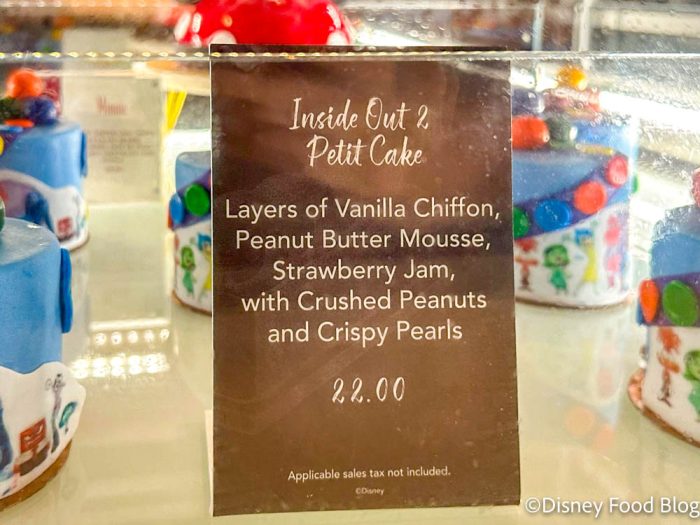 Inside Out 2
Petit Cake
Layers of Vanilla Chiffon,
Peanut Butter Mousse,
Strawberry Jam,
with Crushed Peanuts
and Crispy Pearls
22.00
Applicable sales tax not included.
©Disney
©Disney Food Blog